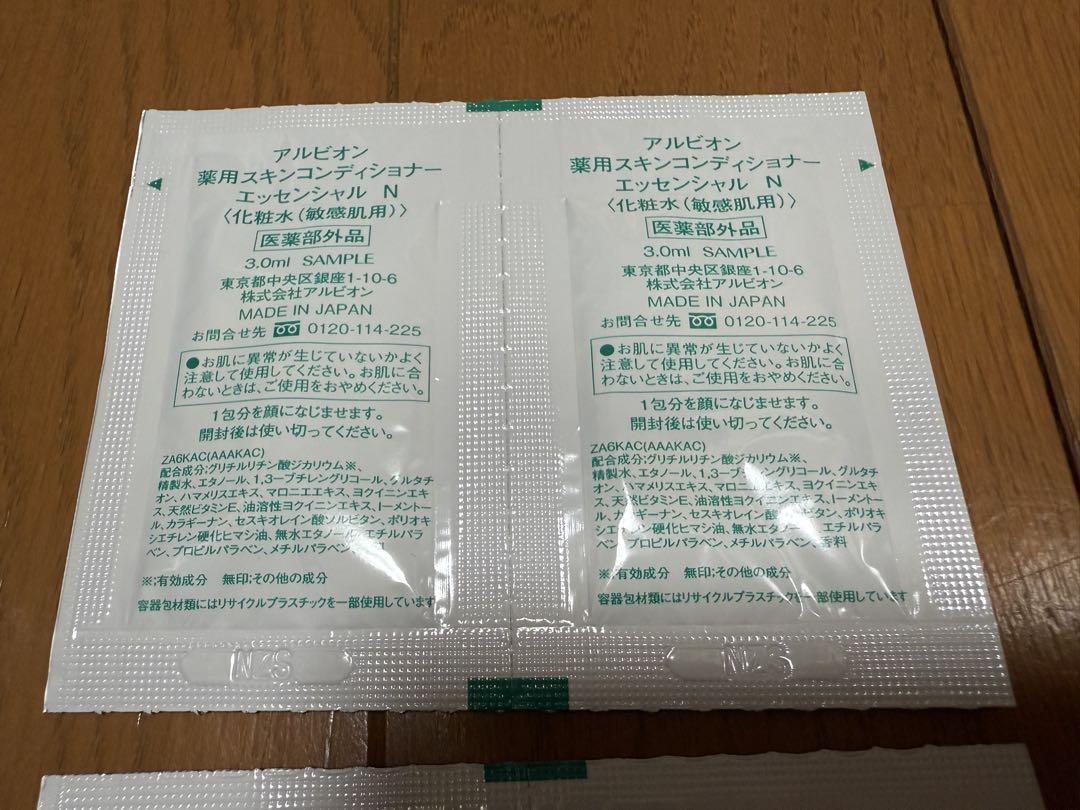 アルビオン
薬用スキンコンディショナー
エッセンシャル N
〈化粧水(敏感肌用)〉
医薬部外品
3.0ml SAMPLE
東京都中央区銀座1-10-6
株式会社アルビオン
MADE IN JAPAN
お問合せ先 0120-114-225
●お肌に異常が生じていないかよく
注意して使用してください。お肌に合
わないときは、ご使用をおやめください。
1包分を顔になじませます。
開封後は使い切ってください。
ZA6KAC(AAAKAC)
配合成分;グリチルリチン酸ジカリウム※、
精製水、エタノール、1,3-ブチレングリコール、グルタチ
オン、ハマメリスエキス、マロニエエキス、ヨクイニンエキ
ス、天然ビタミンE、油溶性ヨクイニンエキス、l-メントー
ル、カラギーナン、セスキオレイン酸ソルビタン、ポリオキ
シエチレン硬化ヒマシ油、無水エタノール、エチルパラ
ベン、プロピルパラベン、メチルパラベン、
※;有効成分 無印;その他の成分
容器包材類にはリサイクルプラスチックを一部使用しています
アルビオン
薬用スキンコンディショナー
エッセンシャル N
〈化粧水(敏感肌用)〉
医薬部外品
3.0ml SAMPLE
東京都中央区銀座1-10-6
株式会社アルビオン
MADE IN JAPAN
お問合せ先 0120-114-225
●お肌に異常が生じていないかよく
注意して使用してください。お肌に合
わないときは、ご使用をおやめください。
1包分を顔になじませます。
開封後は使い切ってください。
ZA6KAC(AAAKAC)
配合成分;グリチルリチン酸ジカリウム※、
精製水、エタノール、1,3-ブチレングリコール、グルタチ
オン、ハマメリスエキス、マロニエエキス、ヨクイニンエキ
ス、天然ビタミンE、油溶性ヨクイニンエキス、l-メントー
ル、カラギーナン、セスキオレイン酸ソルビタン、ポリオキ
シエチレン硬化ヒマシ油、無水エタノール、エチルパラ
ベン、プロピルパラベン、メチルパラベン、香料
※;有効成分 無印;その他の成分
容器包材類にはリサイクルプラスチックを一部使用しています